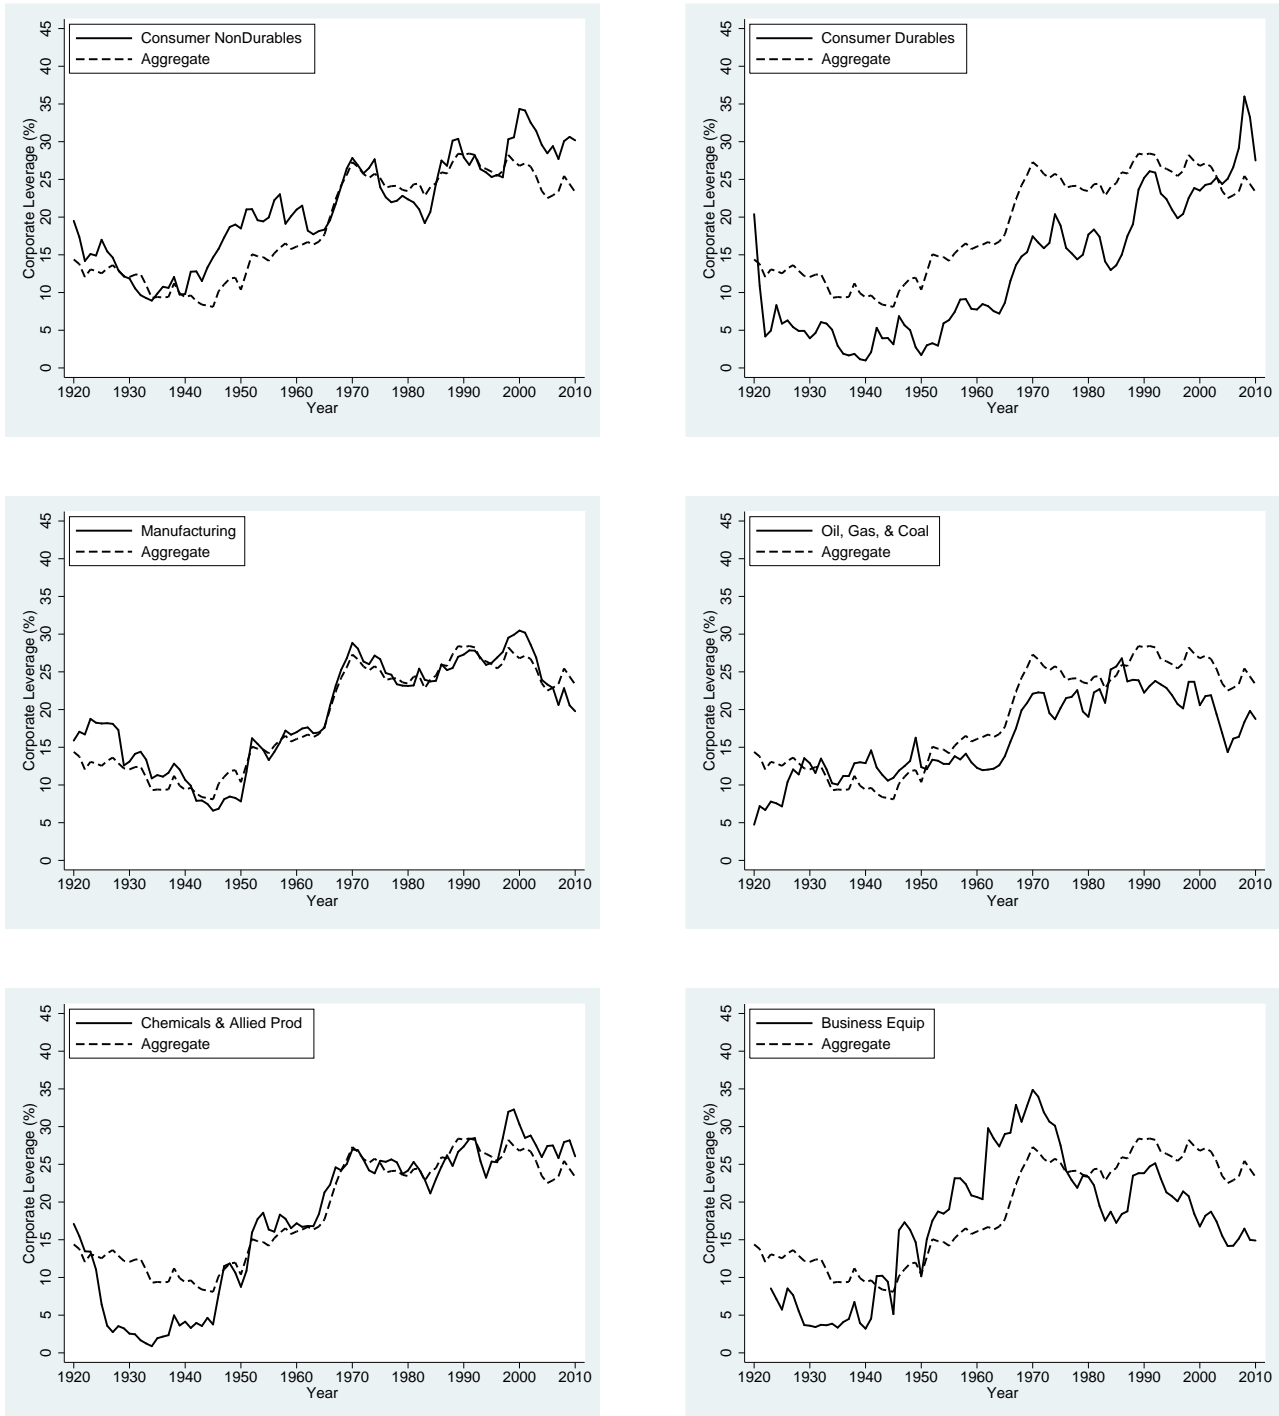 Consumer NonDurables
Aggregate
Corporate Leverage (%)
45
40
35
30
25
20
15
10
5
0
1920 1930 1940 1950 1960 1970 1980 1990 2000 2010
Year
Consumer Durables
Aggregate
Corporate Leverage (%)
45
40
35
30
25
20
15
10
5
0
1920 1930 1940 1950 1960 1970 1980 1990 2000 2010
Year
Manufacturing
Aggregate
Corporate Leverage (%)
45
40
35
30
25
20
15
10
5
0
1920 1930 1940 1950 1960 1970 1980 1990 2000 2010
Year
Oil, Gas, & Coal
Aggregate
Corporate Leverage (%)
45
40
35
30
25
20
15
10
5
0
1920 1930 1940 1950 1960 1970 1980 1990 2000 2010
Year
Chemicals & Allied Prod
Aggregate
Corporate Leverage (%)
45
40
35
30
25
20
15
10
5
0
1920 1930 1940 1950 1960 1970 1980 1990 2000 2010
Year
Business Equip
Aggregate
Corporate Leverage (%)
45
40
35
30
25
20
15
10
5
0
1920 1930 1940 1950 1960 1970 1980 1990 2000 2010
Year